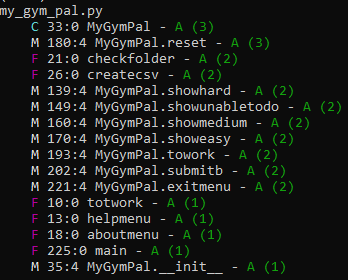 my_gym_pal.py
C 33:0 MyGymPal - A (3)
M 180:4 MyGymPal.reset - A (3)
F 21:0 checkfolder - A (2)
F 26:0 createcsv - A (2)
M 139:4 MyGymPal.showhard - A (2)
M 149:4 MyGymPal.showunabletodo - A (2)
M 160:4 MyGymPal.showmedium - A (2)
M 170:4 MyGymPal.showeasy - A (2)
M 193:4 MyGymPal.towork - A (2)
M 202:4 MyGymPal.submitb - A (2)
M 221:4 MyGymPal.exitmenu - A (2)
F 10:0 totwork - A (1)
F 13:0 helpmenu - A (1)
F 18:0 aboutmenu - A (1)
F 225:0 main - A (1)
M 35:4 MyGymPal.__init__ - A (1)